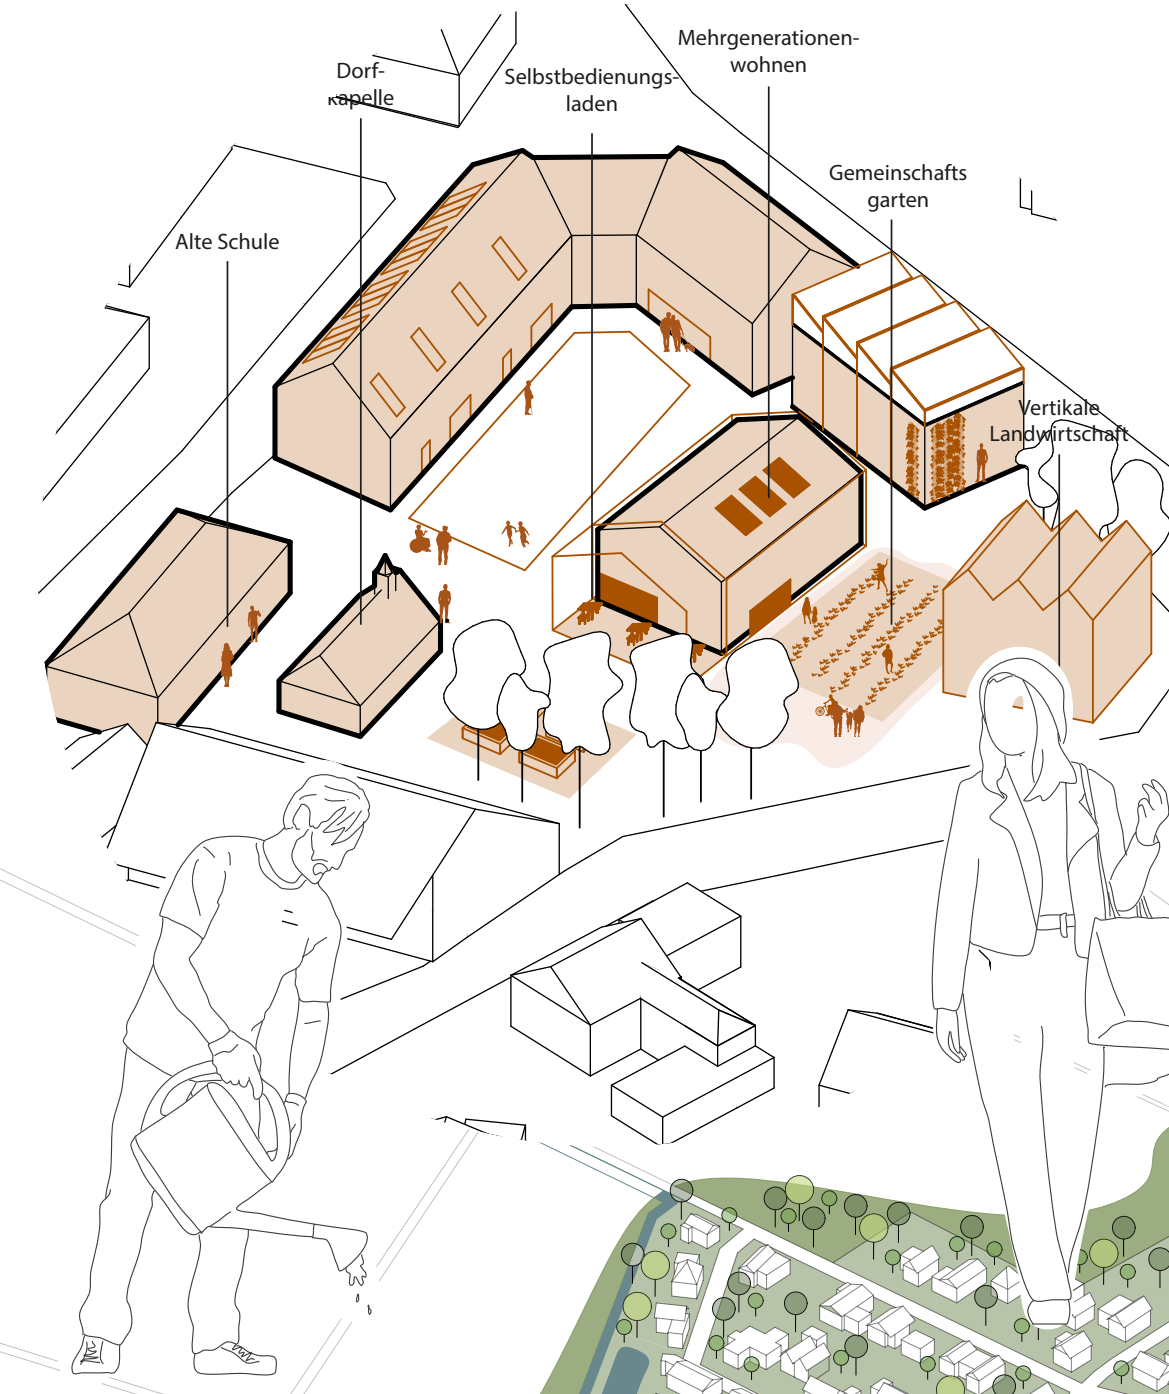 Mehrgenerationen-
wohnen
Dorf-
kapelle
Selbstbedienungs-
laden
Gemeinschafts
garten
Alte Schule
Vertikale
Landwirtschaft